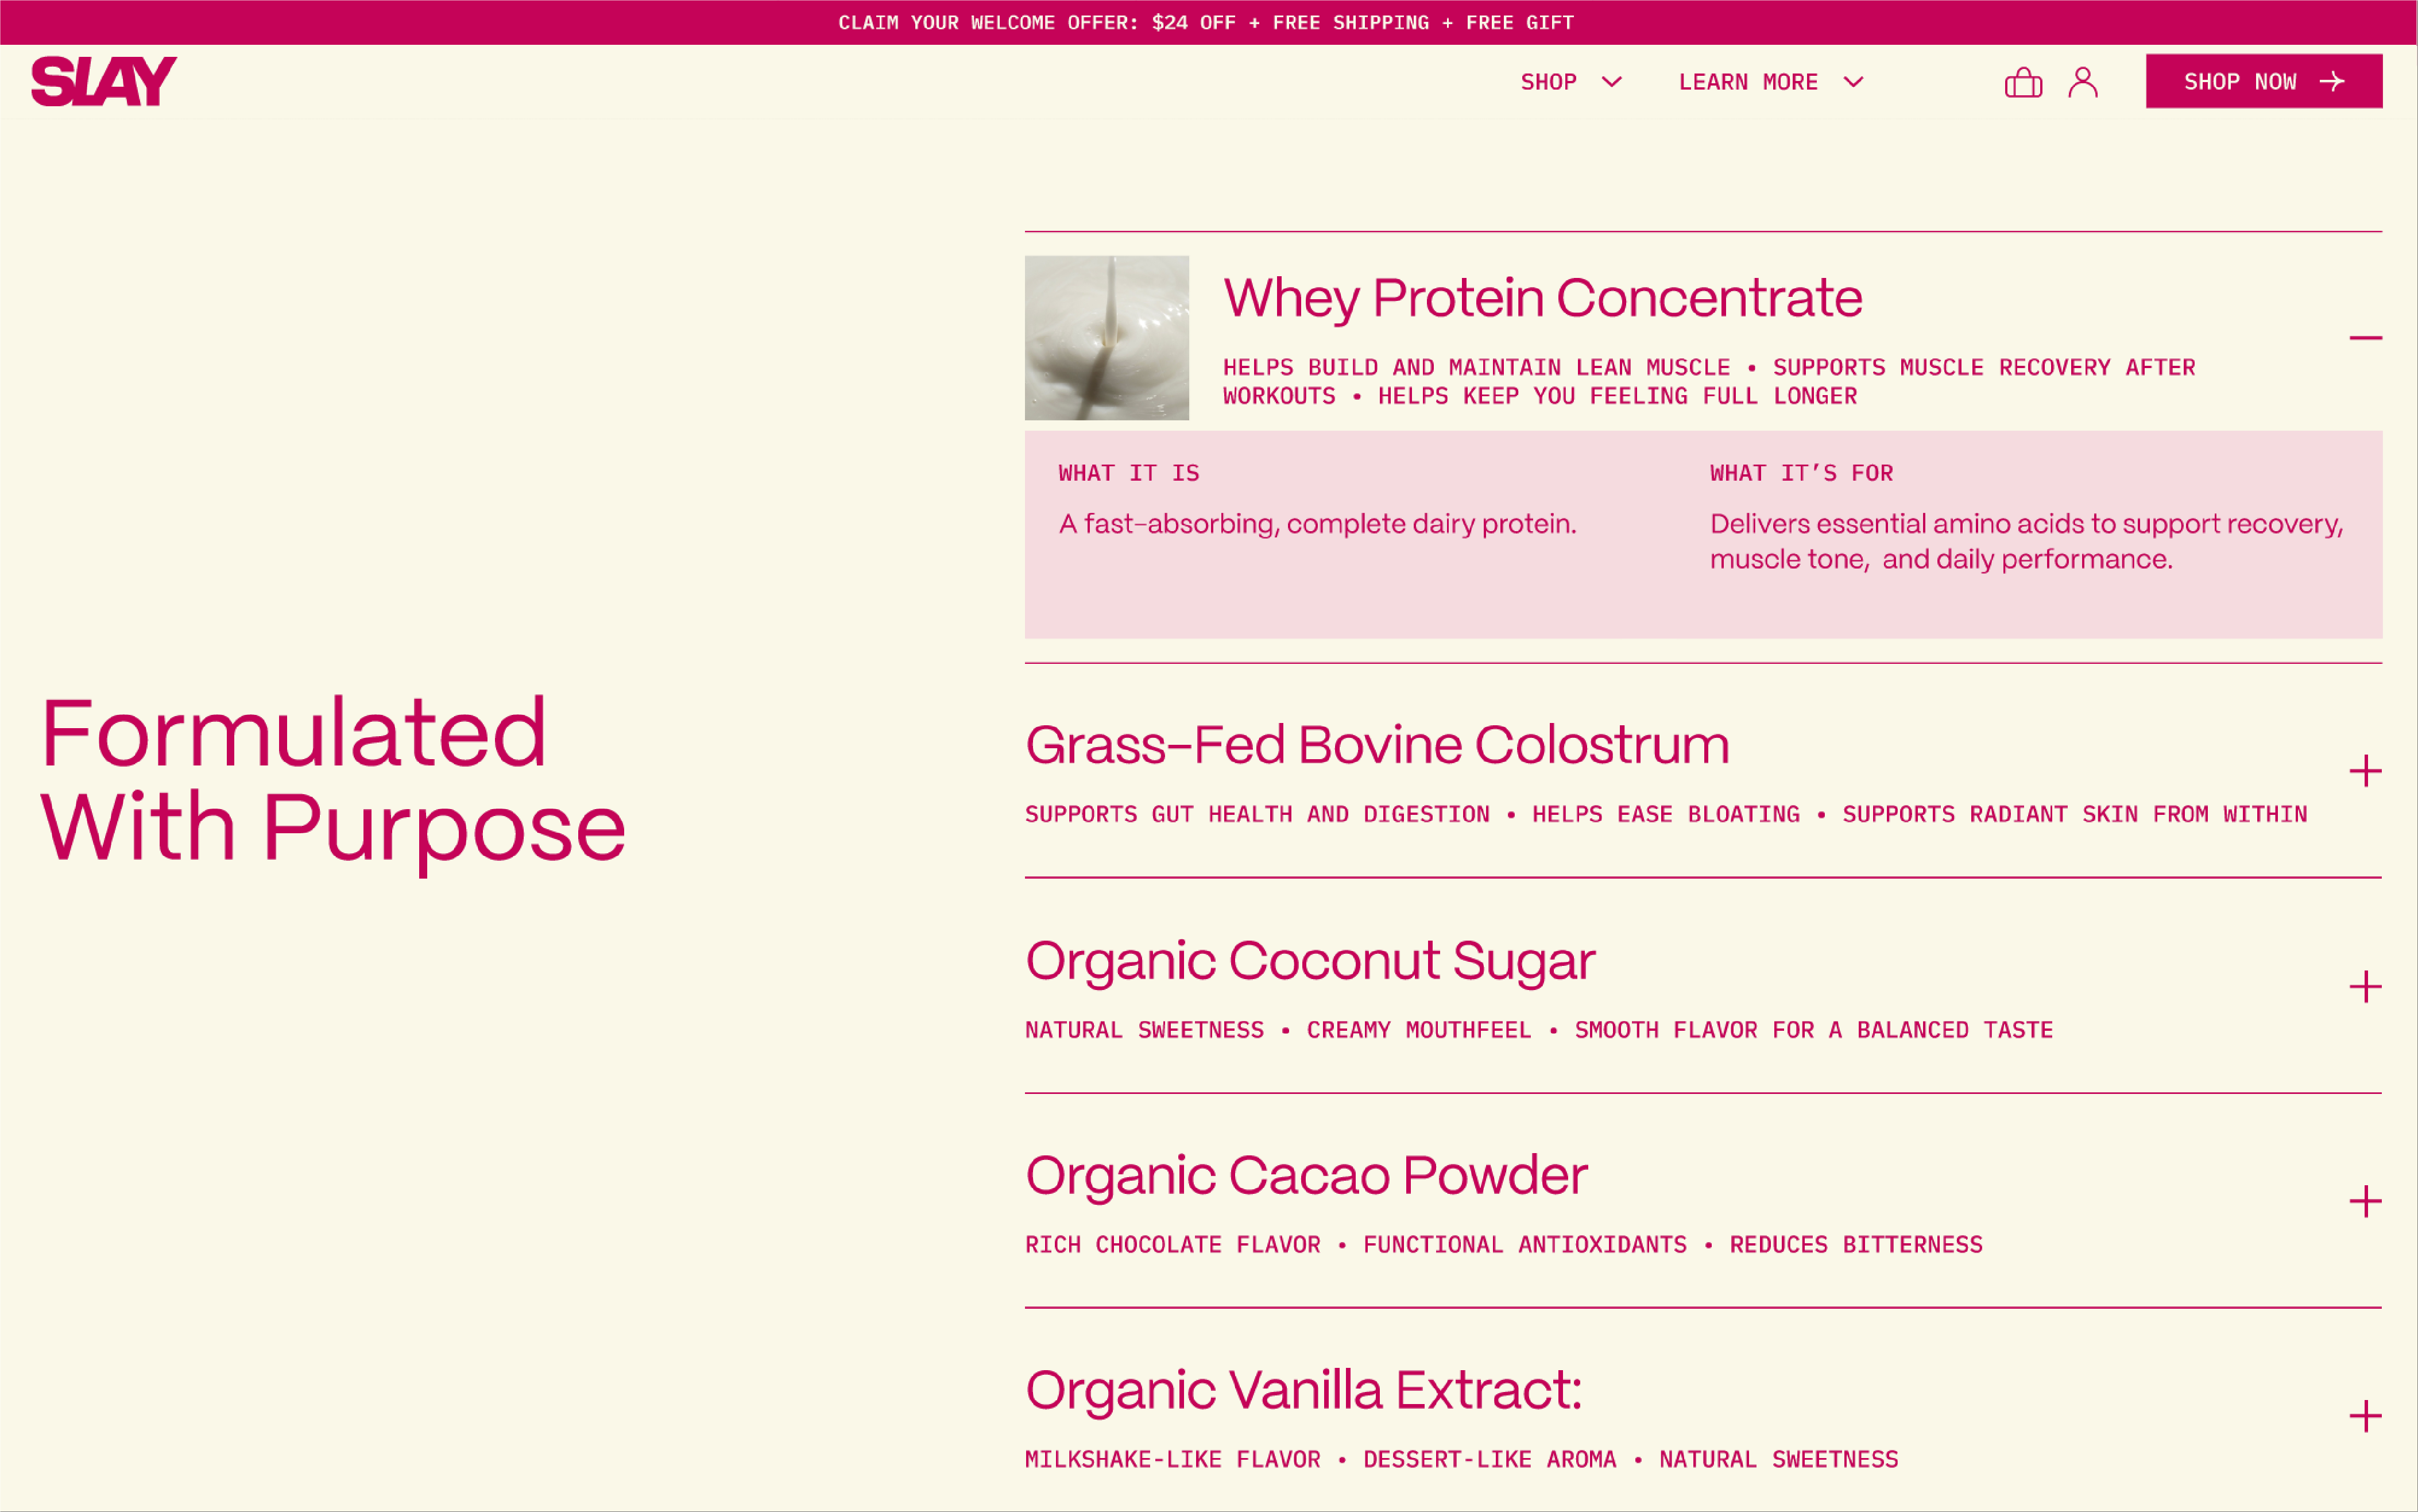 CLAIM YOUR WELCOME OFFER: $24 OFF + FREE SHIPPING + FREE GIFT
SLAY
SHOP
LEARN MORE
SHOP NOW
Formulated
With Purpose
Whey Protein Concentrate
HELPS BUILD AND MAINTAIN LEAN MUSCLE • SUPPORTS MUSCLE RECOVERY AFTER
WORKOUTS • HELPS KEEP YOU FEELING FULL LONGER
WHAT IT IS
A fast-absorbing, complete dairy protein.
WHAT IT’S FOR
Delivers essential amino acids to support recovery,
muscle tone,  and daily performance.
Grass-Fed Bovine Colostrum
SUPPORTS GUT HEALTH AND DIGESTION • HELPS EASE BLOATING • SUPPORTS RADIANT SKIN FROM WITHIN
Organic Coconut Sugar
NATURAL SWEETNESS • CREAMY MOUTHFEEL • SMOOTH FLAVOR FOR A BALANCED TASTE
Organic Cacao Powder
RICH CHOCOLATE FLAVOR • FUNCTIONAL ANTIOXIDANTS • REDUCES BITTERNESS
Organic Vanilla Extract:
MILKSHAKE-LIKE FLAVOR • DESSERT-LIKE AROMA • NATURAL SWEETNESS